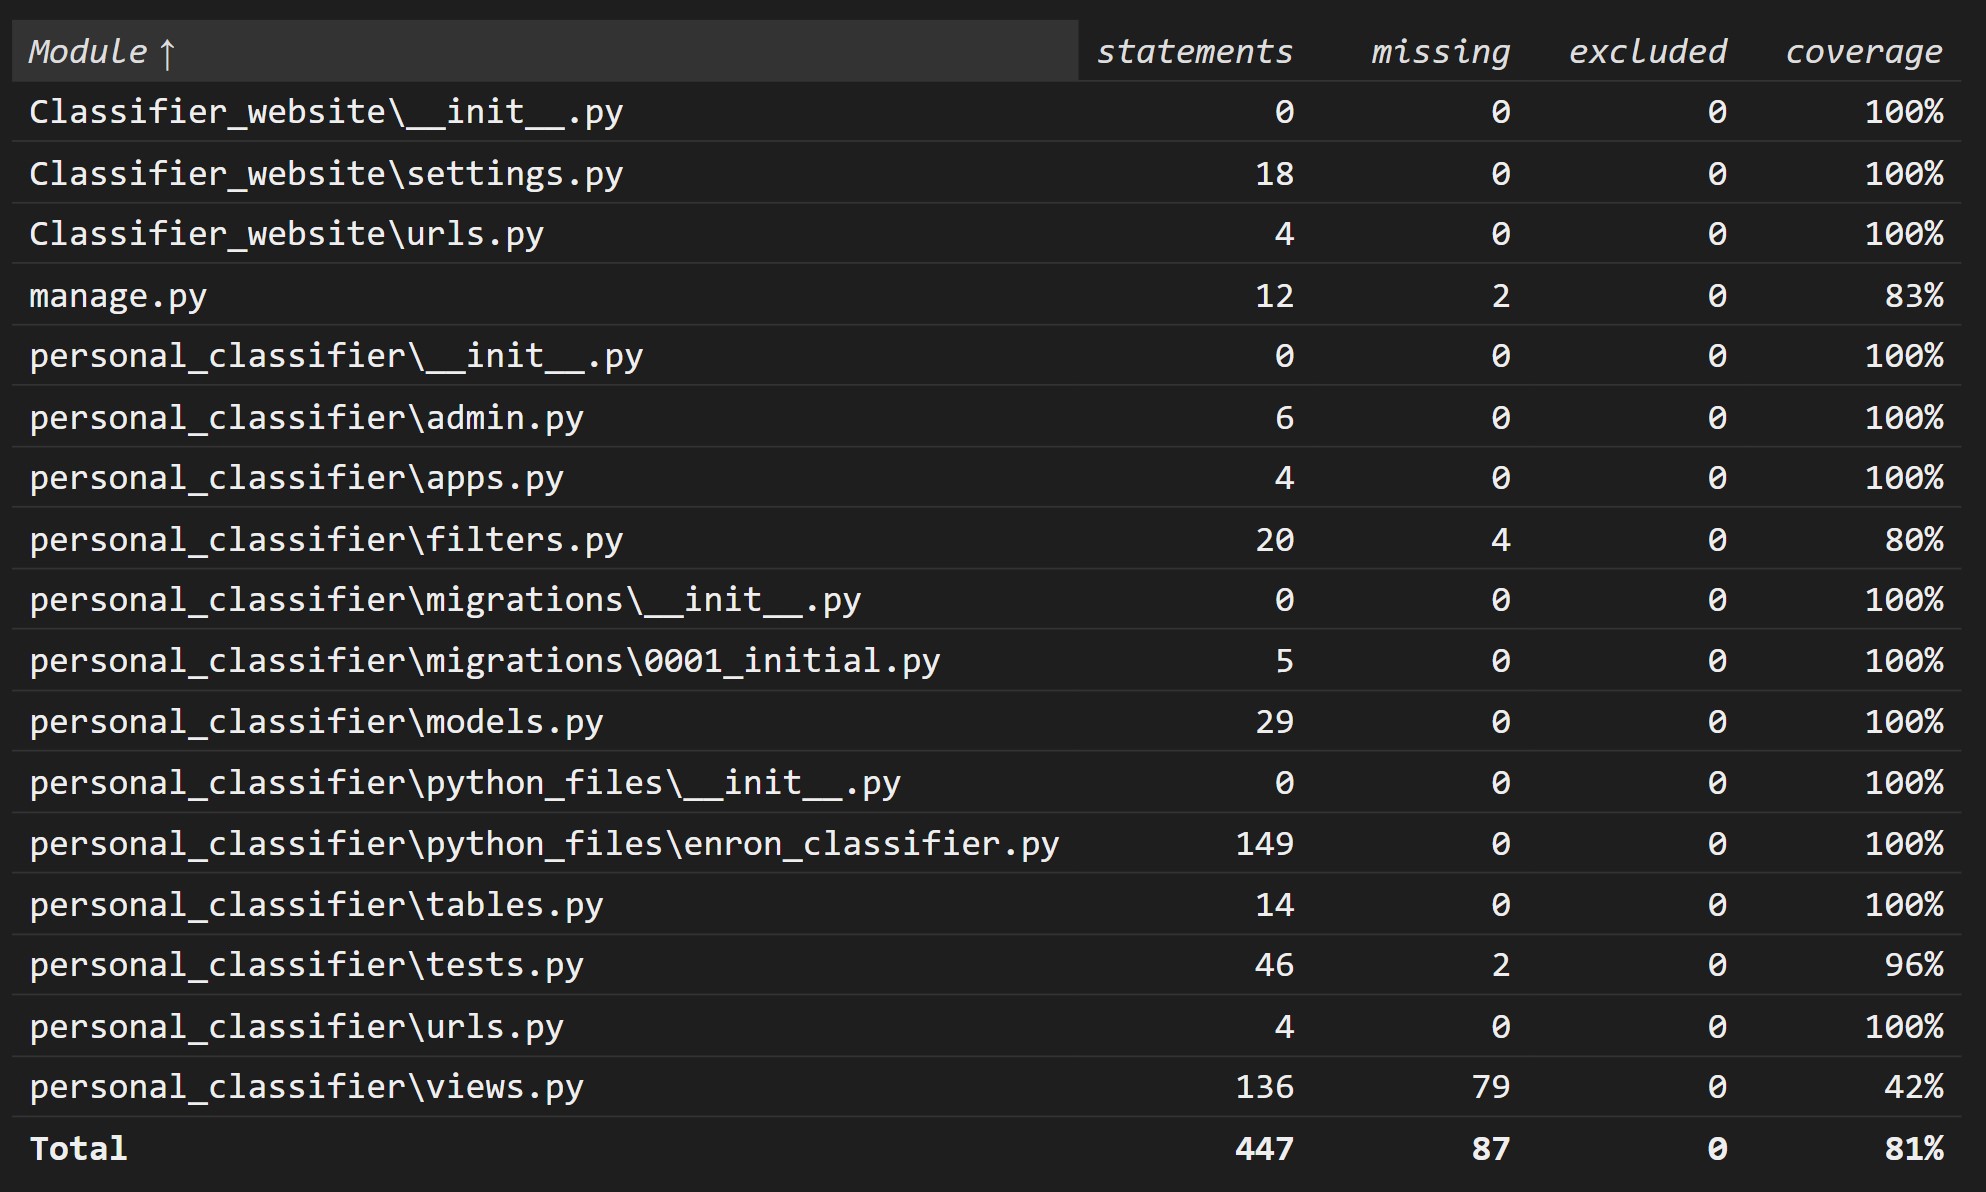 Module ↑ statements missing excluded coverage
Classifier_website\__init__.py 0 0 0 100%
Classifier_website\settings.py 18 0 0 100%
Classifier_website\urls.py 4 0 0 100%
manage.py 12 2 0 83%
personal_classifier\__init__.py 0 0 0 100%
personal_classifier\admin.py 6 0 0 100%
personal_classifier\apps.py 4 0 0 100%
personal_classifier\filters.py 20 4 0 80%
personal_classifier\migrations\__init__.py 0 0 0 100%
personal_classifier\migrations\0001_initial.py 5 0 0 100%
personal_classifier\models.py 29 0 0 100%
personal_classifier\python_files\__init__.py 0 0 0 100%
personal_classifier\python_files\enron_classifier.py 149 0 0 100%
personal_classifier\tables.py 14 0 0 100%
personal_classifier\tests.py 46 2 0 96%
personal_classifier\urls.py 4 0 0 100%
personal_classifier\views.py 136 79 0 42%
Total 447 87 0 81%